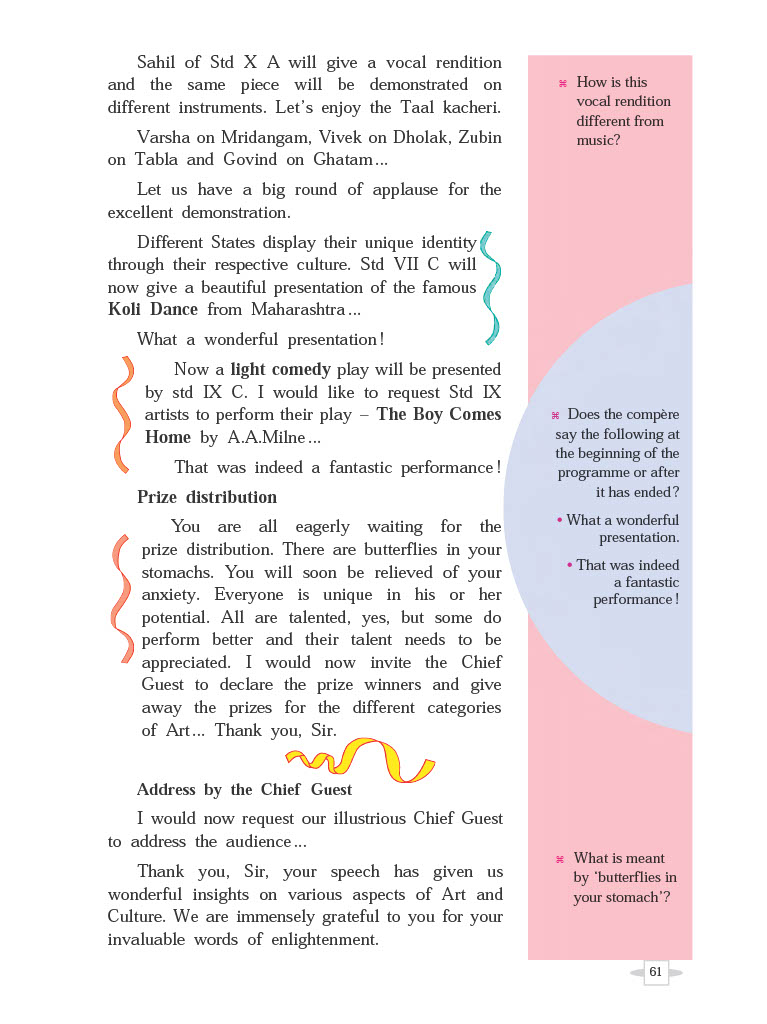 Sahil of Std X A will give a vocal rendition
and the same piece will be demonstrated on
different instruments. Let's enjoy the Taal kacheri.
Varsha on Mridangam, Vivek on Dholak, Zubin
on Tabla and Govind on Ghatam...
Let us have a big round of applause for the
excellent demonstration.
Different States display their unique identity
through their respective culture. Std VII C will
now give a beautiful presentation of the famous
Koli Dance from Maharashtra...
What a wonderful presentation!
Now a light comedy play will be presented
by std IX C. I would like to request Std IX
artists to perform their play – The Boy Comes
Home by A.A.Milne...
That was indeed a fantastic performance!
Prize distribution
You are all eagerly waiting for the
prize distribution. There are butterflies in your
stomachs. You will soon be relieved of your
anxiety. Everyone is unique in his or her
potential. All are talented, yes, but some do
perform better and their talent needs to be
appreciated. I would now invite the Chief
Guest to declare the prize winners and give
away the prizes for the different categories
of Art... Thank you, Sir.
Address by the Chief Guest
I would now request our illustrious Chief Guest
to address the audience...
Thank you, Sir, your speech has given us
wonderful insights on various aspects of Art and
Culture. We are immensely grateful to you for your
invaluable words of enlightenment.
⌘ How is this
vocal rendition
different from
music?
⌘ Does the compère
say the following at
the beginning of the
programme or after
it has ended?
• What a wonderful
presentation.
• That was indeed
a fantastic
performance!
⌘ What is meant
by 'butterflies in
your stomach'?
61